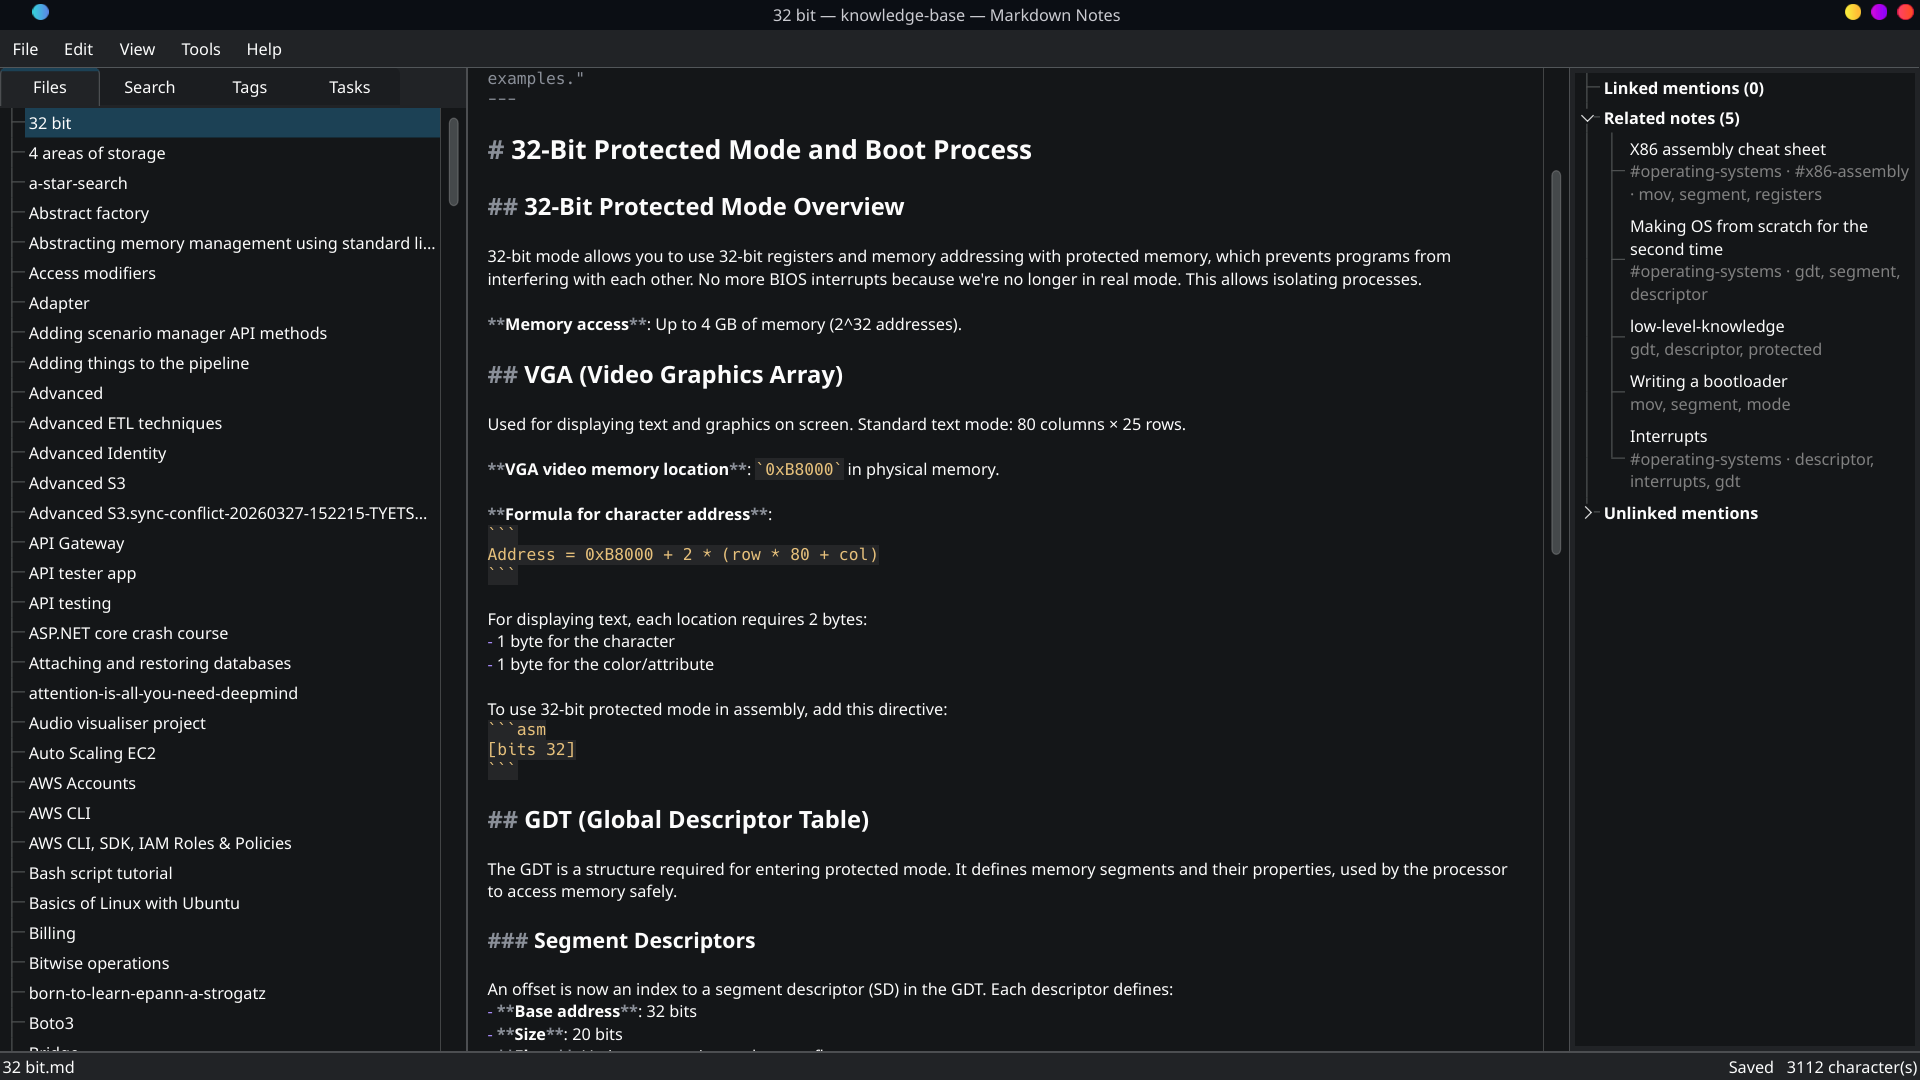 32 bit — knowledge-base — Markdown Notes
File Edit View Tools Help
Files Search Tags Tasks
32 bit
4 areas of storage
a-star-search
Abstract factory
Abstracting memory management using standard li...
Access modifiers
Adapter
Adding scenario manager API methods
Adding things to the pipeline
Advanced
Advanced ETL techniques
Advanced Identity
Advanced S3
Advanced S3.sync-conflict-20260327-152215-TYETS...
API Gateway
API tester app
API testing
ASP.NET core crash course
Attaching and restoring databases
attention-is-all-you-need-deepmind
Audio visualiser project
Auto Scaling EC2
AWS Accounts
AWS CLI
AWS CLI, SDK, IAM Roles & Policies
Bash script tutorial
Basics of Linux with Ubuntu
Billing
Bitwise operations
born-to-learn-epann-a-strogatz
Boto3
examples."
---
# 32-Bit Protected Mode and Boot Process
## 32-Bit Protected Mode Overview
32-bit mode allows you to use 32-bit registers and memory addressing with protected memory, which prevents programs from
interfering with each other. No more BIOS interrupts because we're no longer in real mode. This allows isolating processes.
**Memory access**: Up to 4 GB of memory (2^32 addresses).
## VGA (Video Graphics Array)
Used for displaying text and graphics on screen. Standard text mode: 80 columns × 25 rows.
**VGA video memory location**: `0xB8000` in physical memory.
**Formula for character address**:
```
Address = 0xB8000 + 2 * (row * 80 + col)
```
For displaying text, each location requires 2 bytes:
- 1 byte for the character
- 1 byte for the color/attribute
To use 32-bit protected mode in assembly, add this directive:
```asm
[bits 32]
```
## GDT (Global Descriptor Table)
The GDT is a structure required for entering protected mode. It defines memory segments and their properties, used by the processor
to access memory safely.
### Segment Descriptors
An offset is now an index to a segment descriptor (SD) in the GDT. Each descriptor defines:
- **Base address**: 32 bits
- **Size**: 20 bits
Linked mentions (0)
Related notes (5)
X86 assembly cheat sheet
#operating-systems · #x86-assembly
· mov, segment, registers
Making OS from scratch for the
second time
#operating-systems · gdt, segment,
descriptor
low-level-knowledge
gdt, descriptor, protected
Writing a bootloader
mov, segment, mode
Interrupts
#operating-systems · descriptor,
interrupts, gdt
Unlinked mentions
32 bit.md
Saved 3112 character(s)